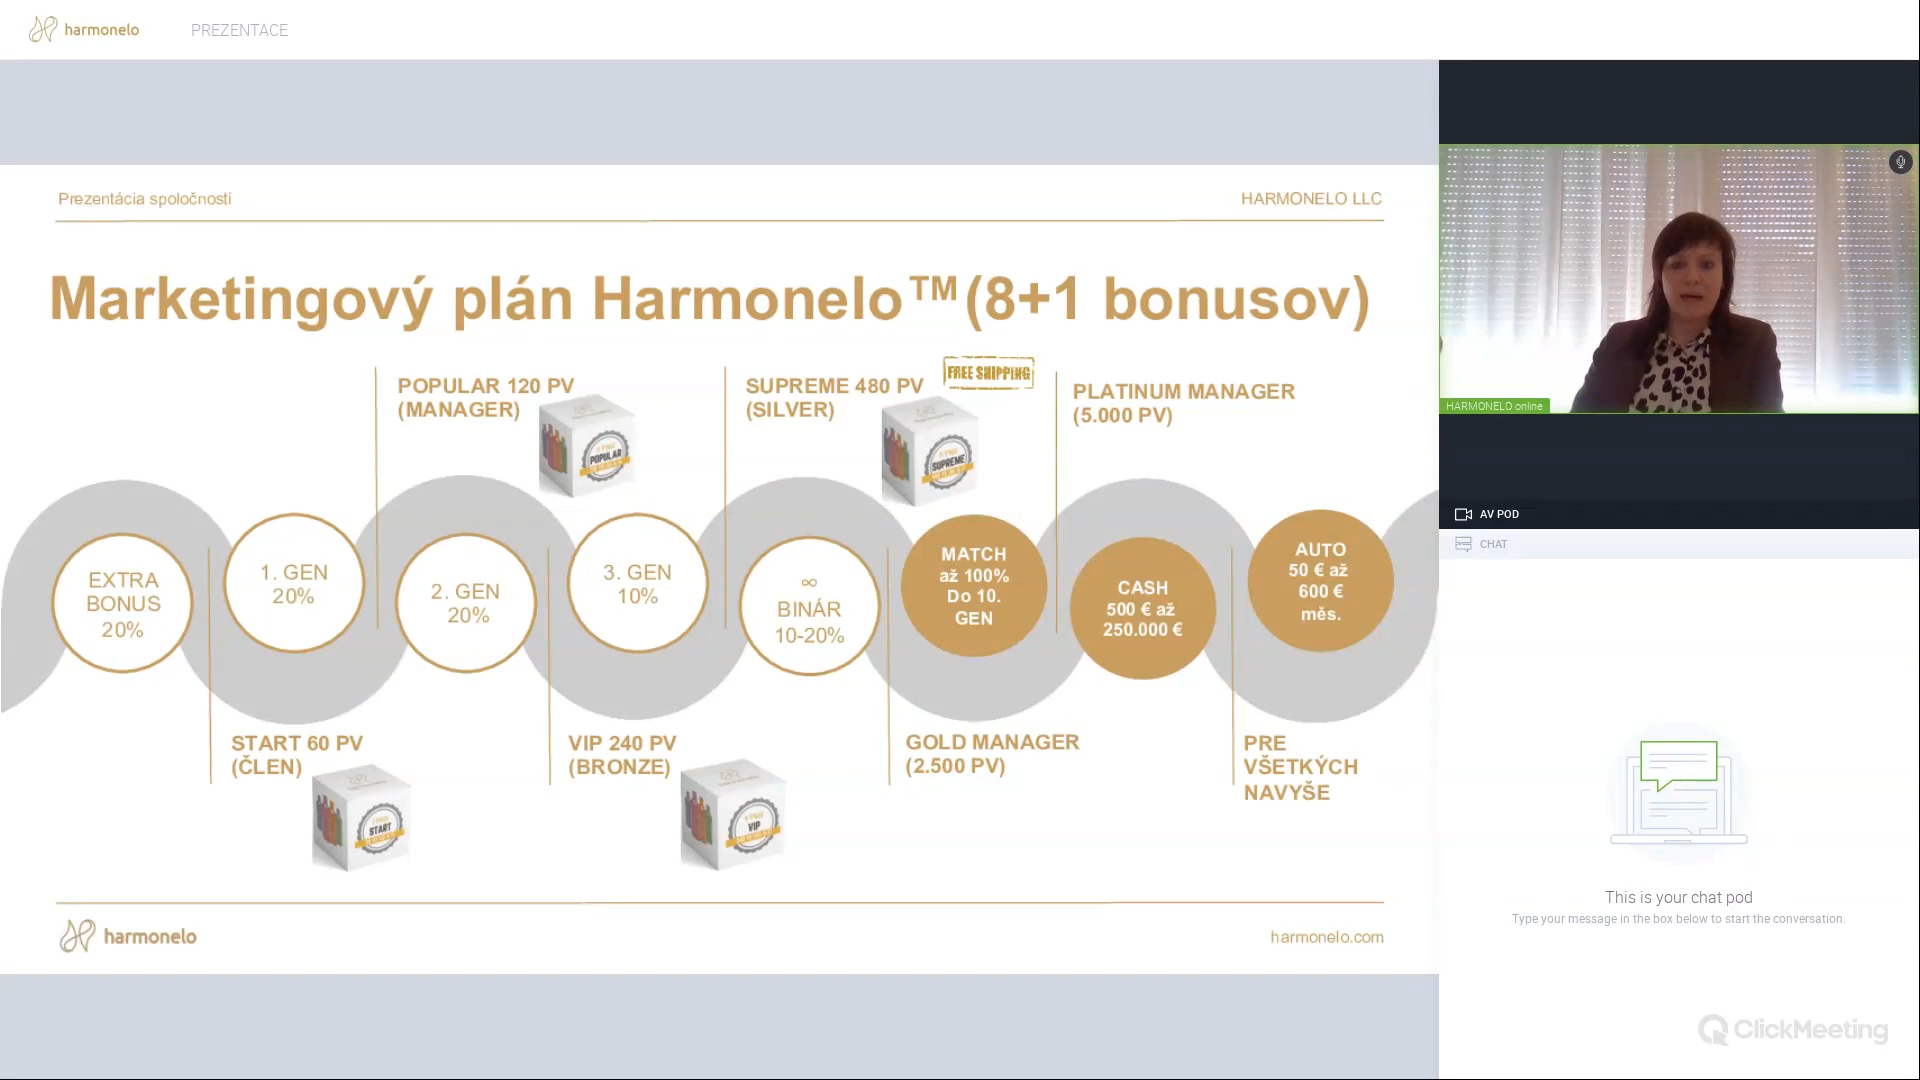 harmonelo
PREZENTACE
Prezentácia spoločnosti
HARMONELO LLC
Marketingový plán Harmonelo™(8+1 bonusov)
POPULAR 120 PV
(MANAGER)
POPULAR
SUPREME 480 PV
(SILVER)
FREE SHIPPING
SUPREME
PLATINUM MANAGER
(5.000 PV)
EXTRA
BONUS
20%
1. GEN
20%
2. GEN
20%
3. GEN
10%
∞
BINÁR
10-20%
MATCH
až 100%
Do 10.
GEN
CASH
500 € až
250.000 €
AUTO
50 € až
600 €
měs.
START 60 PV
(ČLEN)
START
VIP 240 PV
(BRONZE)
VIP
GOLD MANAGER
(2.500 PV)
PRE
VŠETKÝCH
NAVYŠE
harmonelo
harmonelo.com
HARMONELO online
AV POD
CHAT
This is your chat pod
Type your message in the box below to start the conversation.
ClickMeeting